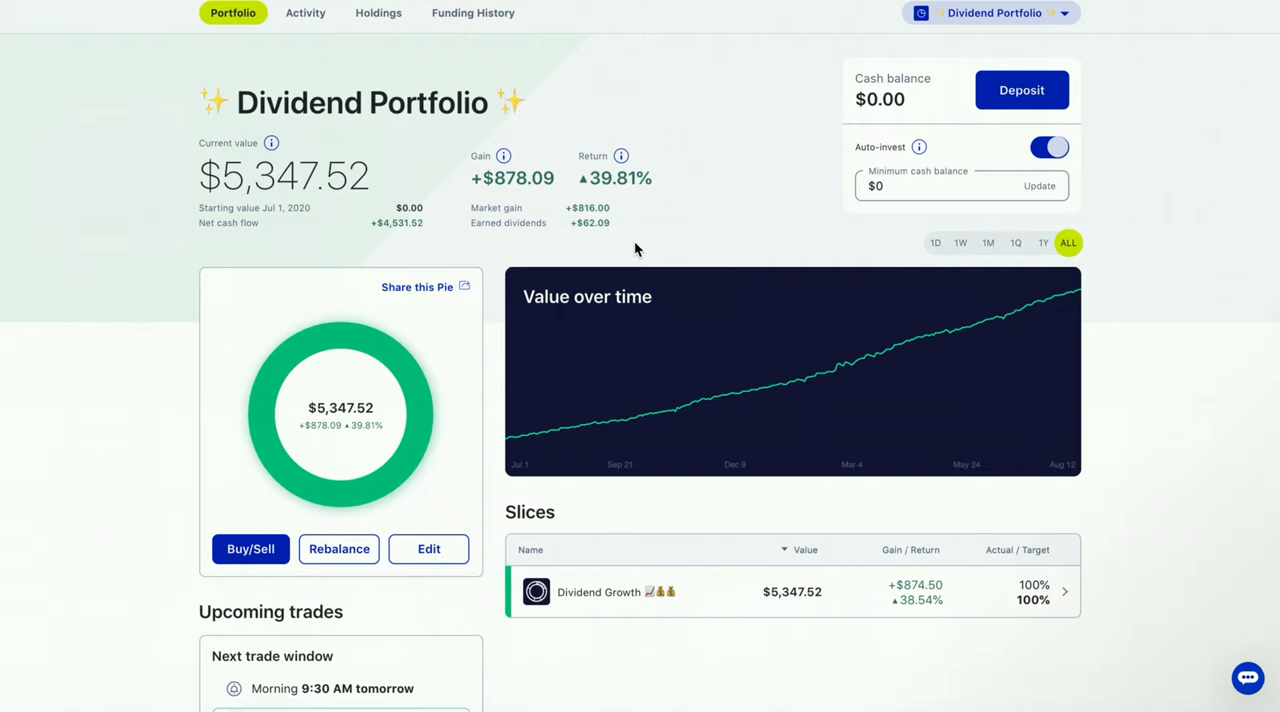 Portfolio
Activity
Holdings
Funding History
✨ Dividend Portfolio ✨
✨ Dividend Portfolio ✨
Current value
$5,347.52
Starting value Jul 1, 2020 $0.00
Net cash flow +$4,531.52
Gain
+$878.09
Return
▲39.81%
Market gain +$816.00
Earned dividends +$62.09
Cash balance
$0.00
Deposit
Auto-invest
Minimum cash balance
$0
Update
1D 1W 1M 1Q 1Y ALL
Share this Pie
$5,347.52
+$878.09 ▲39.81%
Buy/Sell
Rebalance
Edit
Value over time
Jul 1 Sep 21 Dec 9 Mar 4 May 24 Aug 12
Slices
Name Value Gain / Return Actual / Target
Dividend Growth 📈💰💰 $5,347.52
+$874.50
▲38.54%
100%
100%
Upcoming trades
Next trade window
Morning 9:30 AM tomorrow